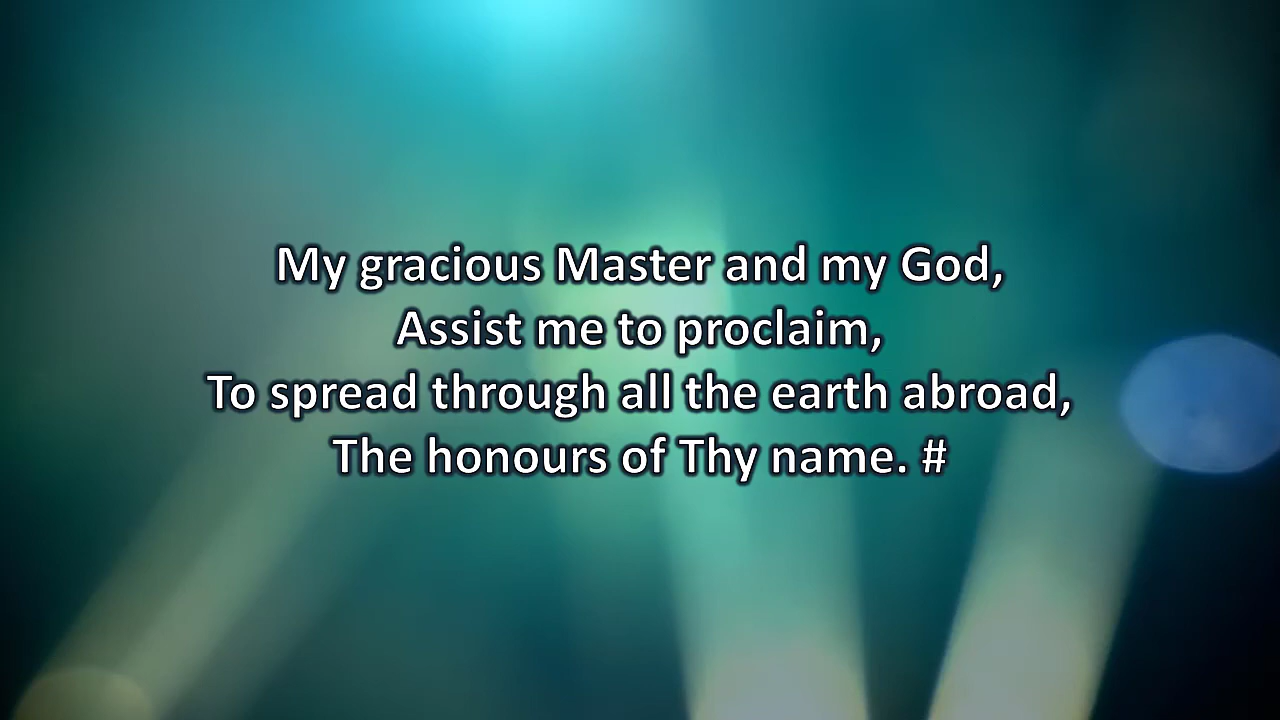 My gracious Master and my God,
Assist me to proclaim,
To spread through all the earth abroad,
The honours of Thy name. #